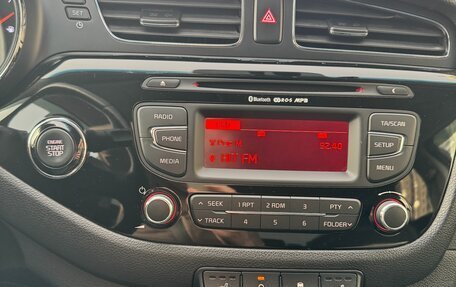 SET
Bluetooth RDS MP3
RADIO
TA/SCAN
PHONE
SETUP
MEDIA
MENU
FM
ENGINE
START
STOP
SEEK 1 RPT 2 RDM 3 PTY
TRACK 4 5 6 FOLDER